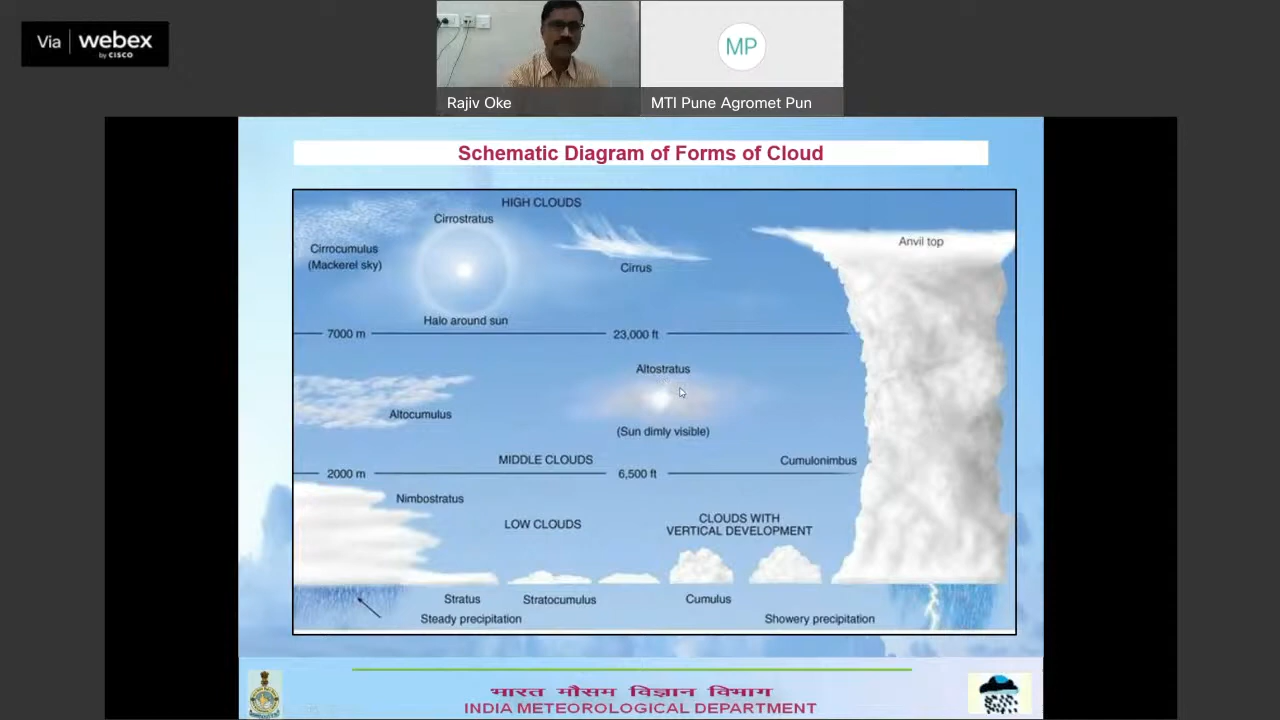 Via webex
by CISCO
MP
Rajiv Oke
MTI Pune Agromet Pun
Schematic Diagram of Forms of Cloud
HIGH CLOUDS
Cirrostratus
Cirrocumulus
(Mackerel sky)
Cirrus
Anvil top
Halo around sun
7000 m
23,000 ft
Altostratus
Altocumulus
(Sun dimly visible)
MIDDLE CLOUDS
Cumulonimbus
2000 m
6,500 ft
Nimbostratus
LOW CLOUDS
CLOUDS WITH
VERTICAL DEVELOPMENT
Stratus
Stratocumulus
Cumulus
Steady precipitation
Showery precipitation
भारत मौसम विज्ञान विभाग
INDIA METEOROLOGICAL DEPARTMENT